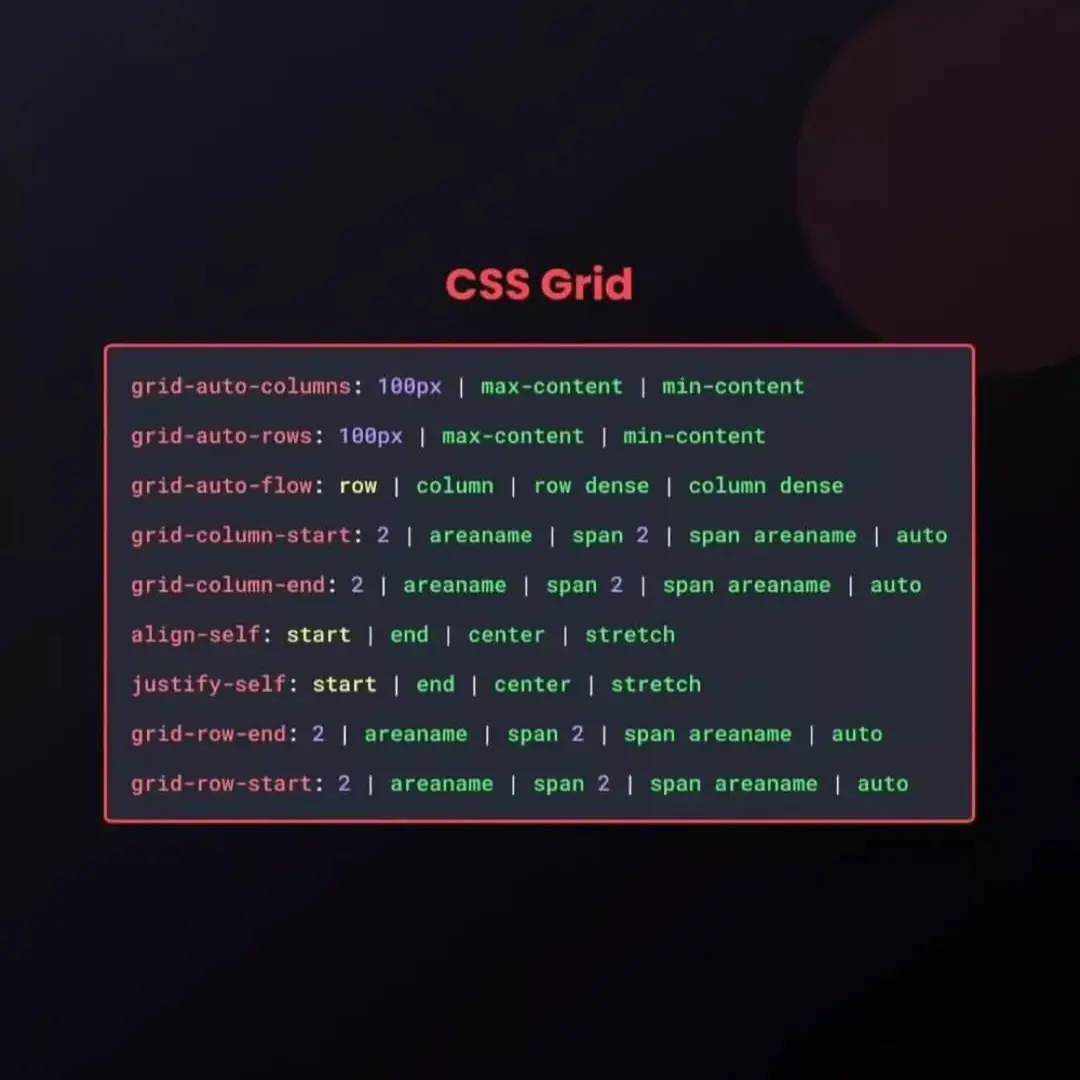 CSS Grid
grid-auto-columns: 100px | max-content | min-content
grid-auto-rows: 100px | max-content | min-content
grid-auto-flow: row | column | row dense | column dense
grid-column-start: 2 | areaname | span 2 | span areaname | auto
grid-column-end: 2 | areaname | span 2 | span areaname | auto
align-self: start | end | center | stretch
justify-self: start | end | center | stretch
grid-row-end: 2 | areaname | span 2 | span areaname | auto
grid-row-start: 2 | areaname | span 2 | span areaname | auto